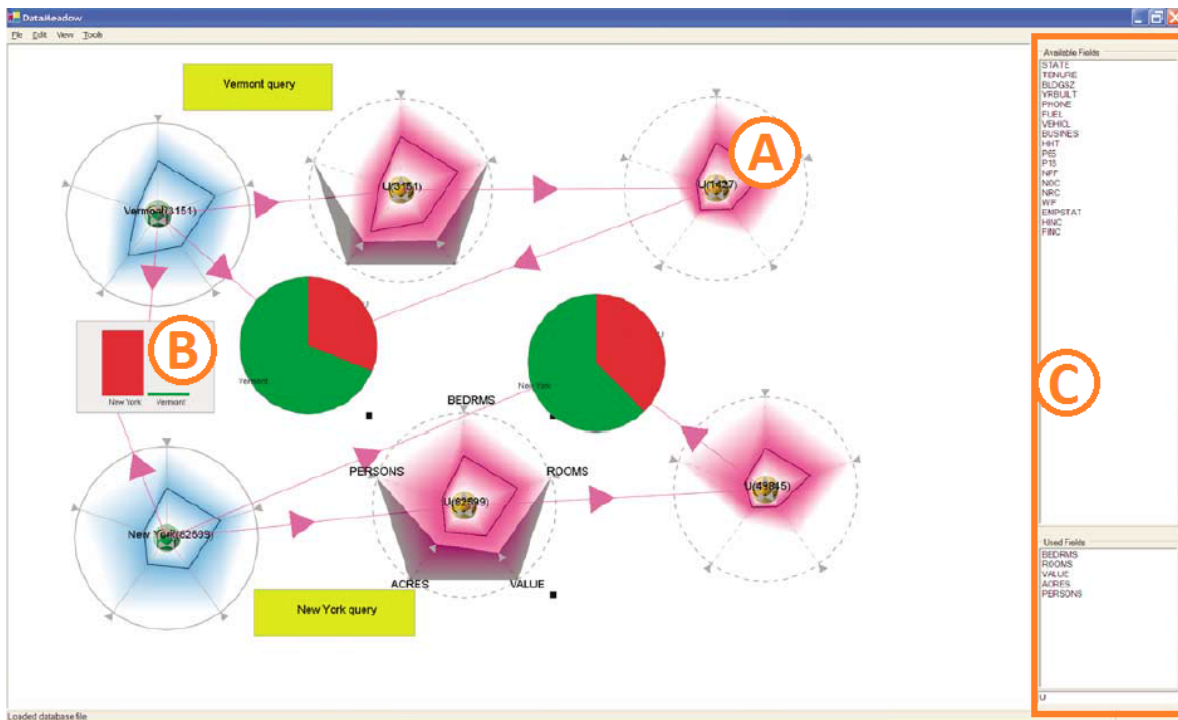 DataMeadow
File Edit View Tools
Vermont query
A
U(3151)
U(1427)
Vermont(3151)
U
Vermont
B
New York Vermont
U
New York
C
BEDRMS
PERSONS
ROOMS
U(62599)
U(49845)
New York(62599)
ACRES
VALUE
New York query
Available Fields
STATE
TENURE
BLDGSZ
YRBUILT
PHONE
FUEL
VEHICL
BUSINES
HHT
P65
P18
NPF
NOC
NRC
WIF
EMPSTAT
HINC
FINC
Used Fields
BEDRMS
ROOMS
VALUE
ACRES
PERSONS
U
Loaded database file